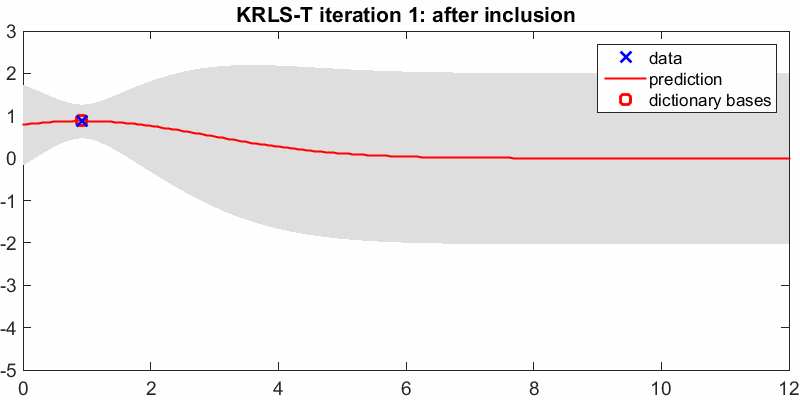 KRLS-T iteration 1: after inclusion
3
2
1
0
-1
-2
-3
-4
-5
data
prediction
dictionary bases
0 2 4 6 8 10 12